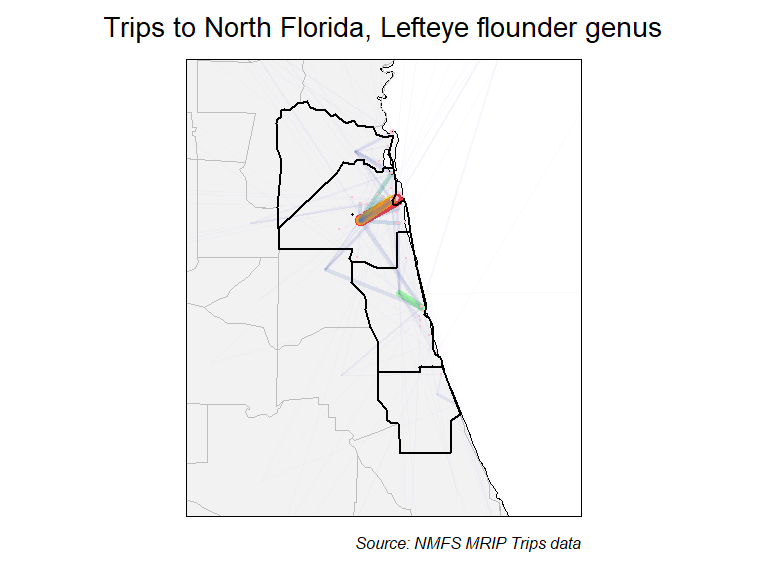 Trips to North Florida, Lefteye flounder genus
Source: NMFS MRIP Trips data